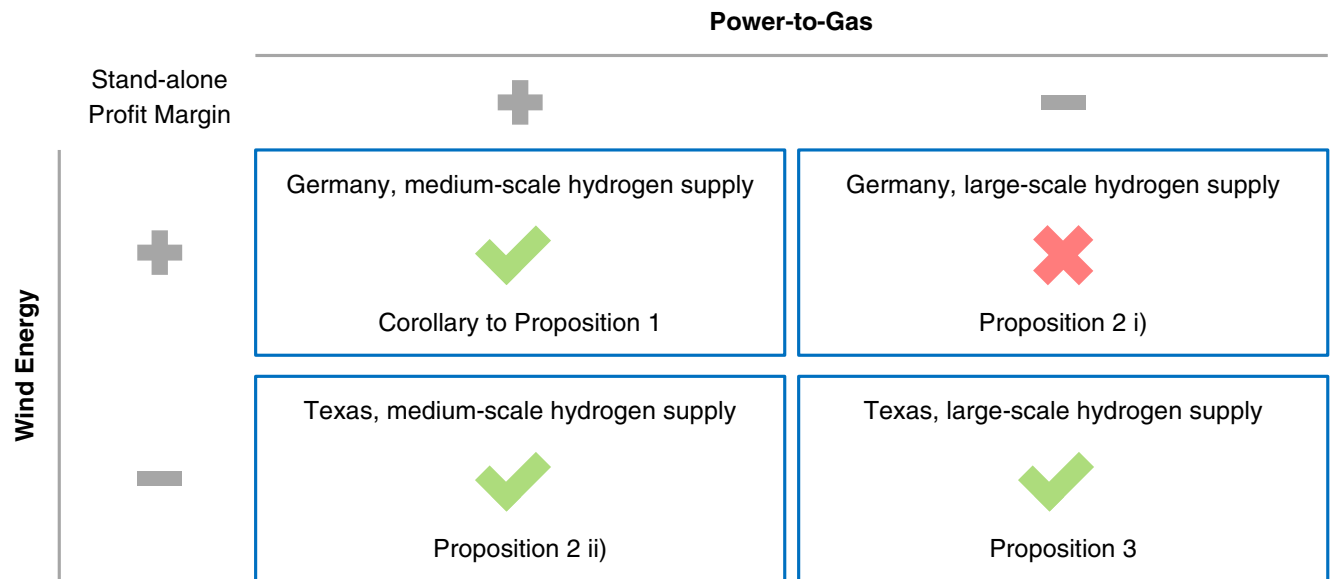 Power-to-Gas
Stand-alone
Profit Margin
Wind Energy
Germany, medium-scale hydrogen supply
Corollary to Proposition 1
Germany, large-scale hydrogen supply
Proposition 2 i)
Texas, medium-scale hydrogen supply
Proposition 2 ii)
Texas, large-scale hydrogen supply
Proposition 3